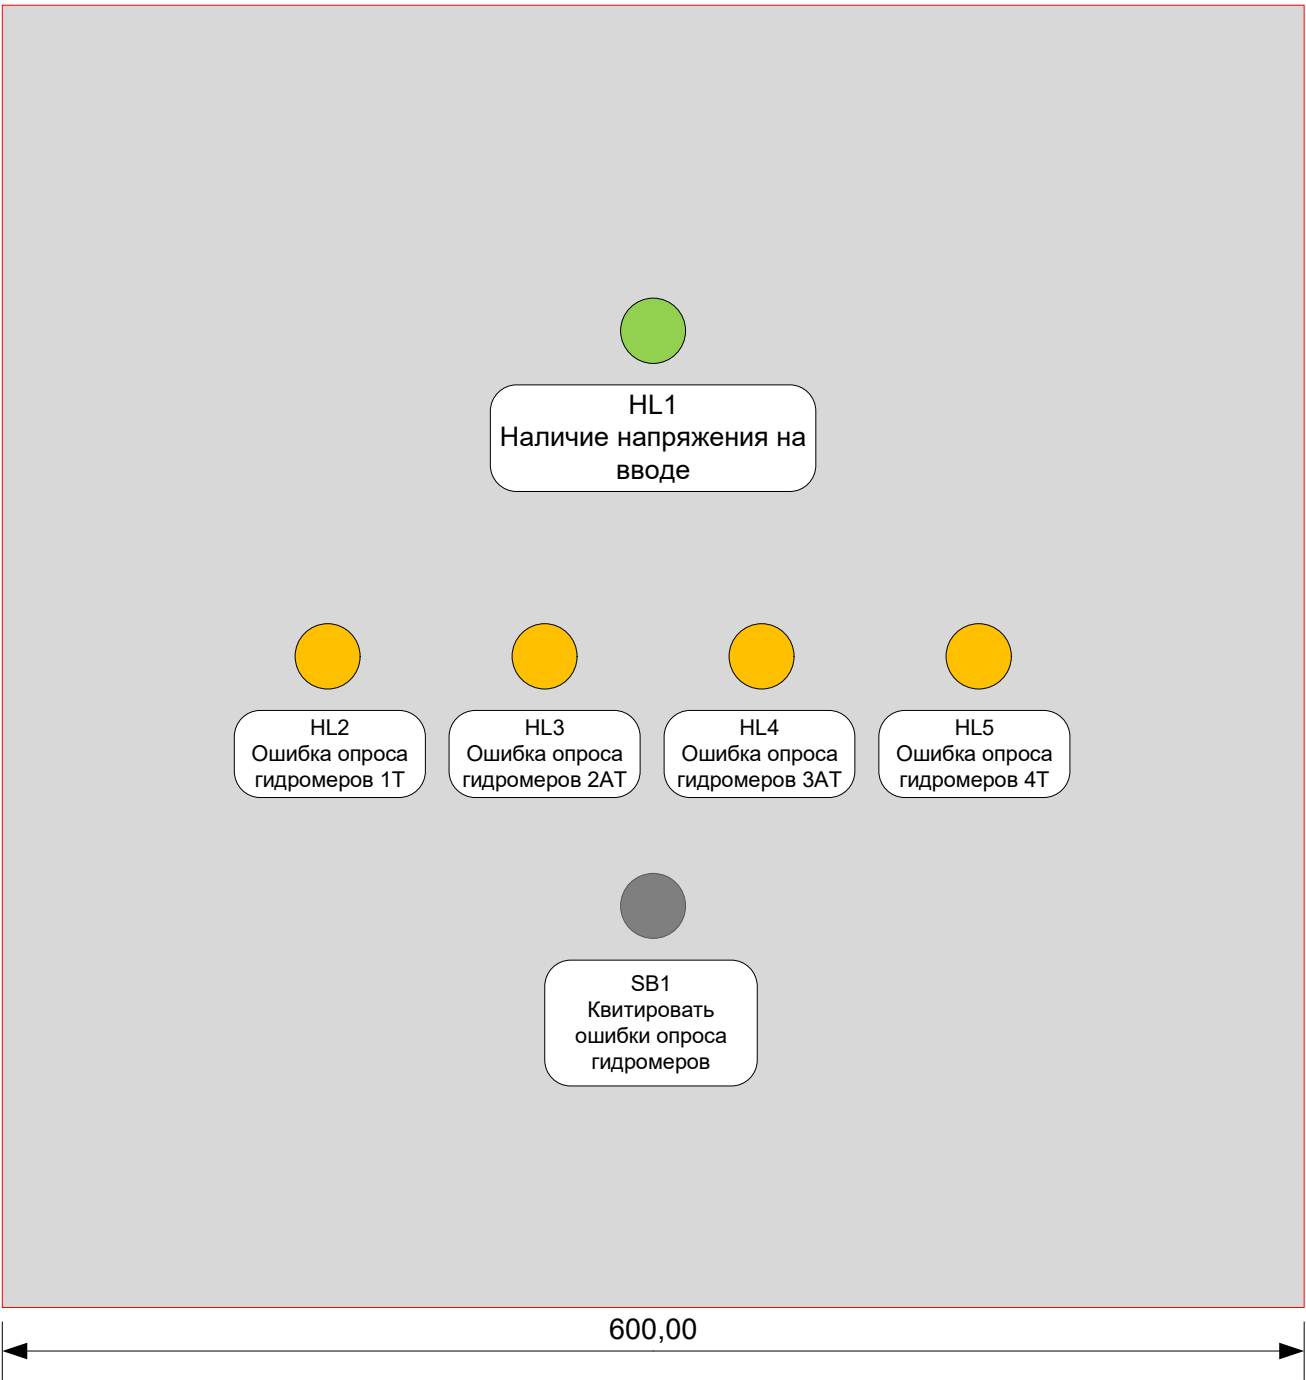 HL1
Наличие напряжения на
вводе
HL2
Ошибка опроса
гидромеров 1Т
HL3
Ошибка опроса
гидромеров 2АТ
HL4
Ошибка опроса
гидромеров 3АТ
HL5
Ошибка опроса
гидромеров 4Т
SB1
Квитировать
ошибки опроса
гидромеров
600,00